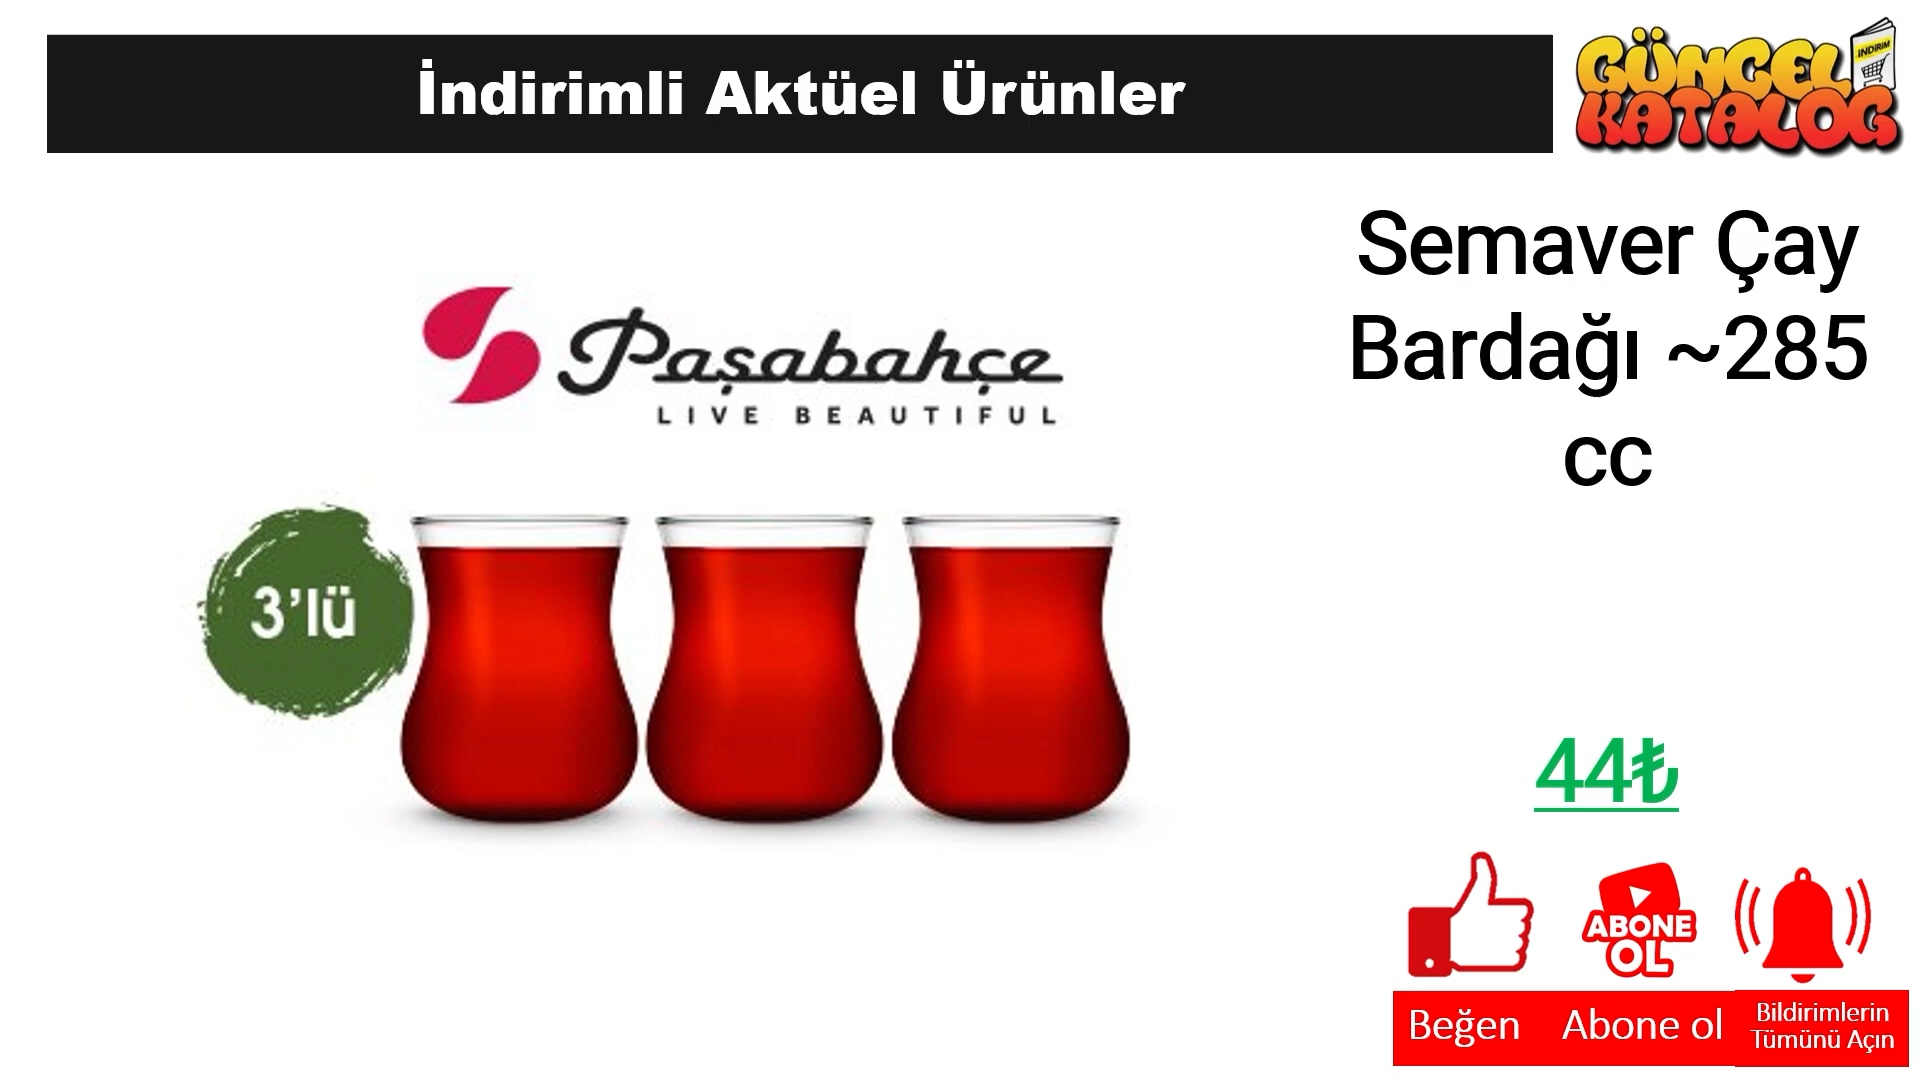 İndirimli Aktüel Ürünler
GÜNCEL
KATALOG
İNDİRİM
Semaver Çay
Bardağı ~285
cc
Paşabahçe
LIVE BEAUTIFUL
3’lü
44₺
ABONE
OL
Beğen
Abone ol
Bildirimlerin
Tümünü Açın